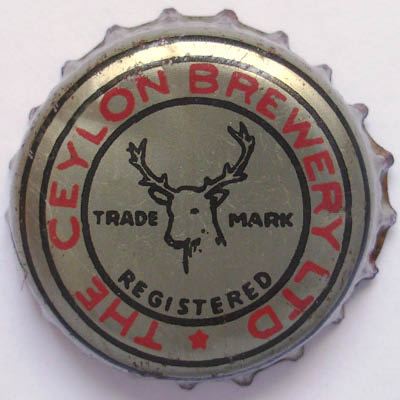 THE CEYLON BREWERY LTD
TRADE MARK
REGISTERED